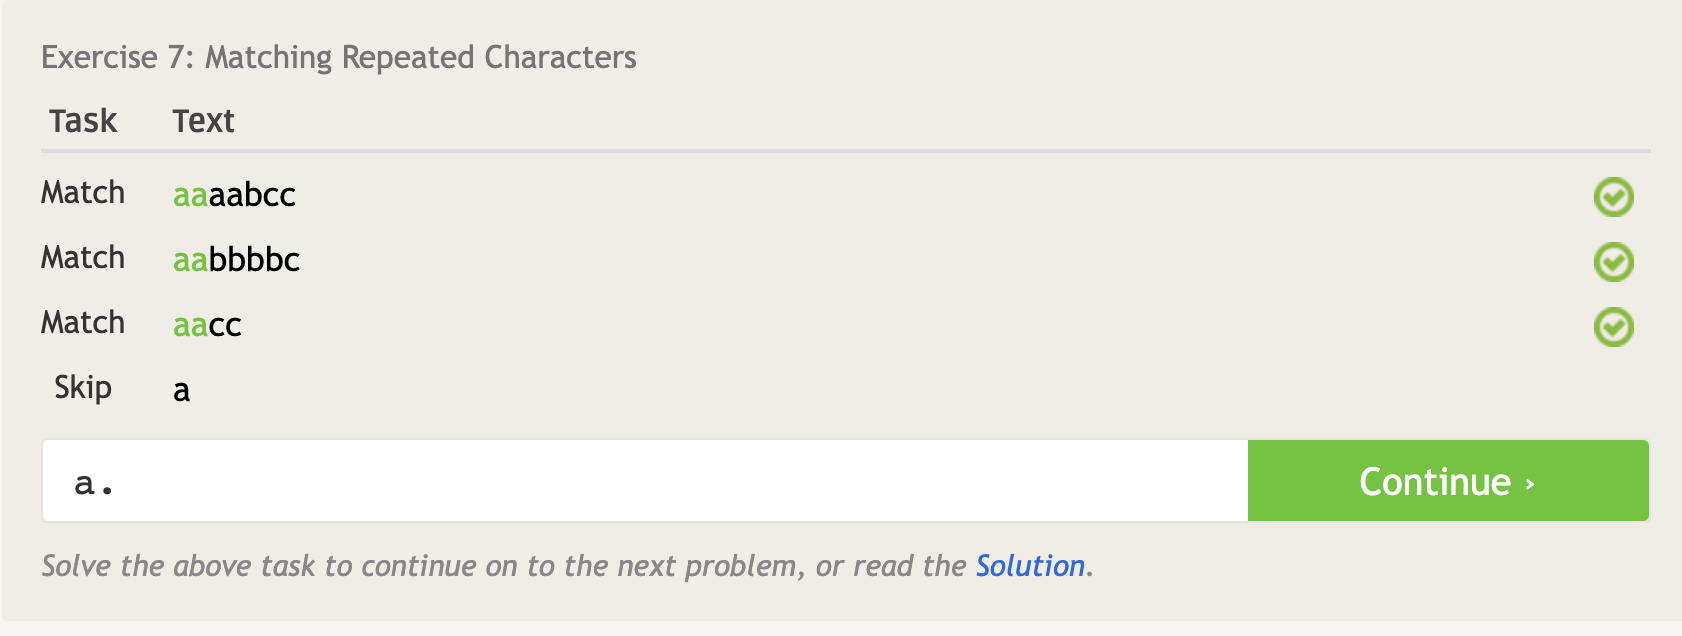 Exercise 7: Matching Repeated Characters
Task Text
Match aaaabcc
Match aabbbbc
Match aacc
Skip a
a. Continue ›
Solve the above task to continue on to the next problem, or read the Solution.